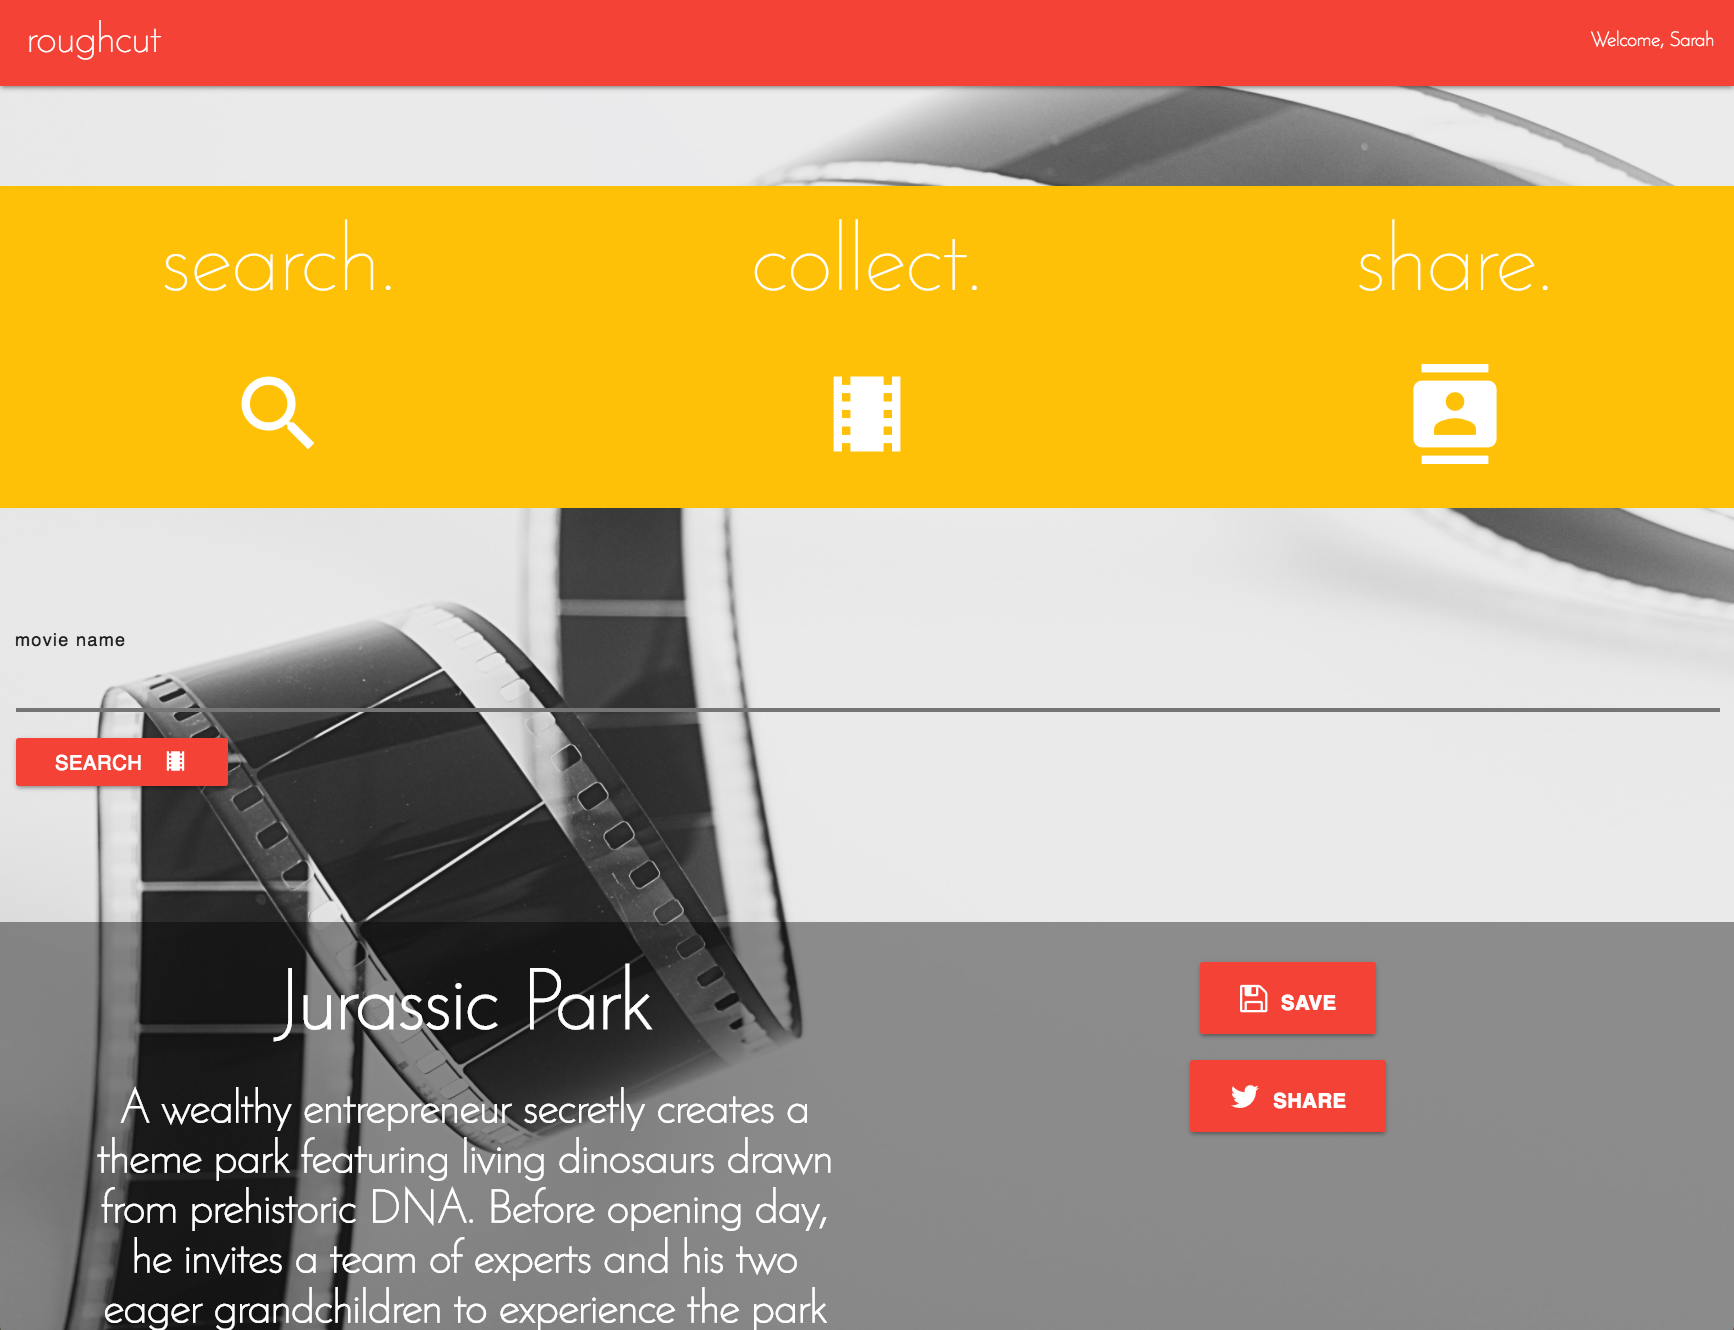 roughcut
Welcome, Sarah
search.
collect.
share.
movie name
SEARCH
Jurassic Park
SAVE
SHARE
A wealthy entrepreneur secretly creates a
theme park featuring living dinosaurs drawn
from prehistoric DNA. Before opening day,
he invites a team of experts and his two
eager grandchildren to experience the park